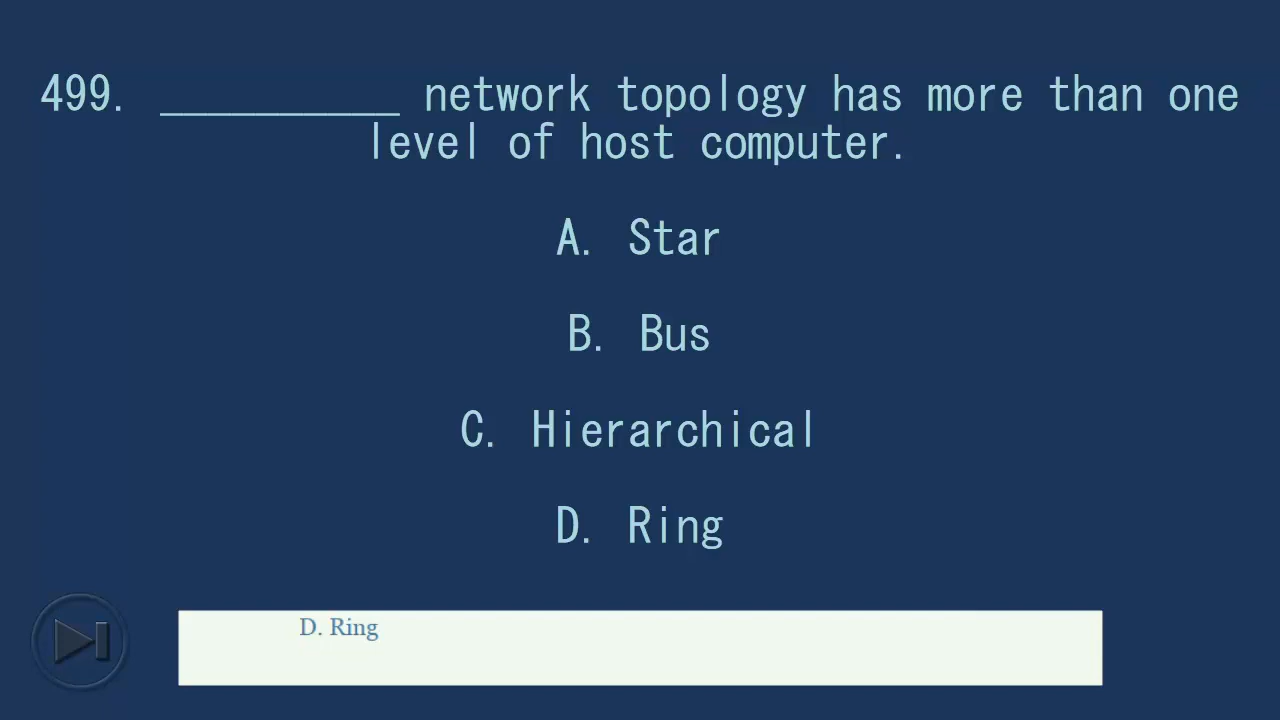 499. __________ network topology has more than one
level of host computer.
A. Star
B. Bus
C. Hierarchical
D. Ring
D. Ring